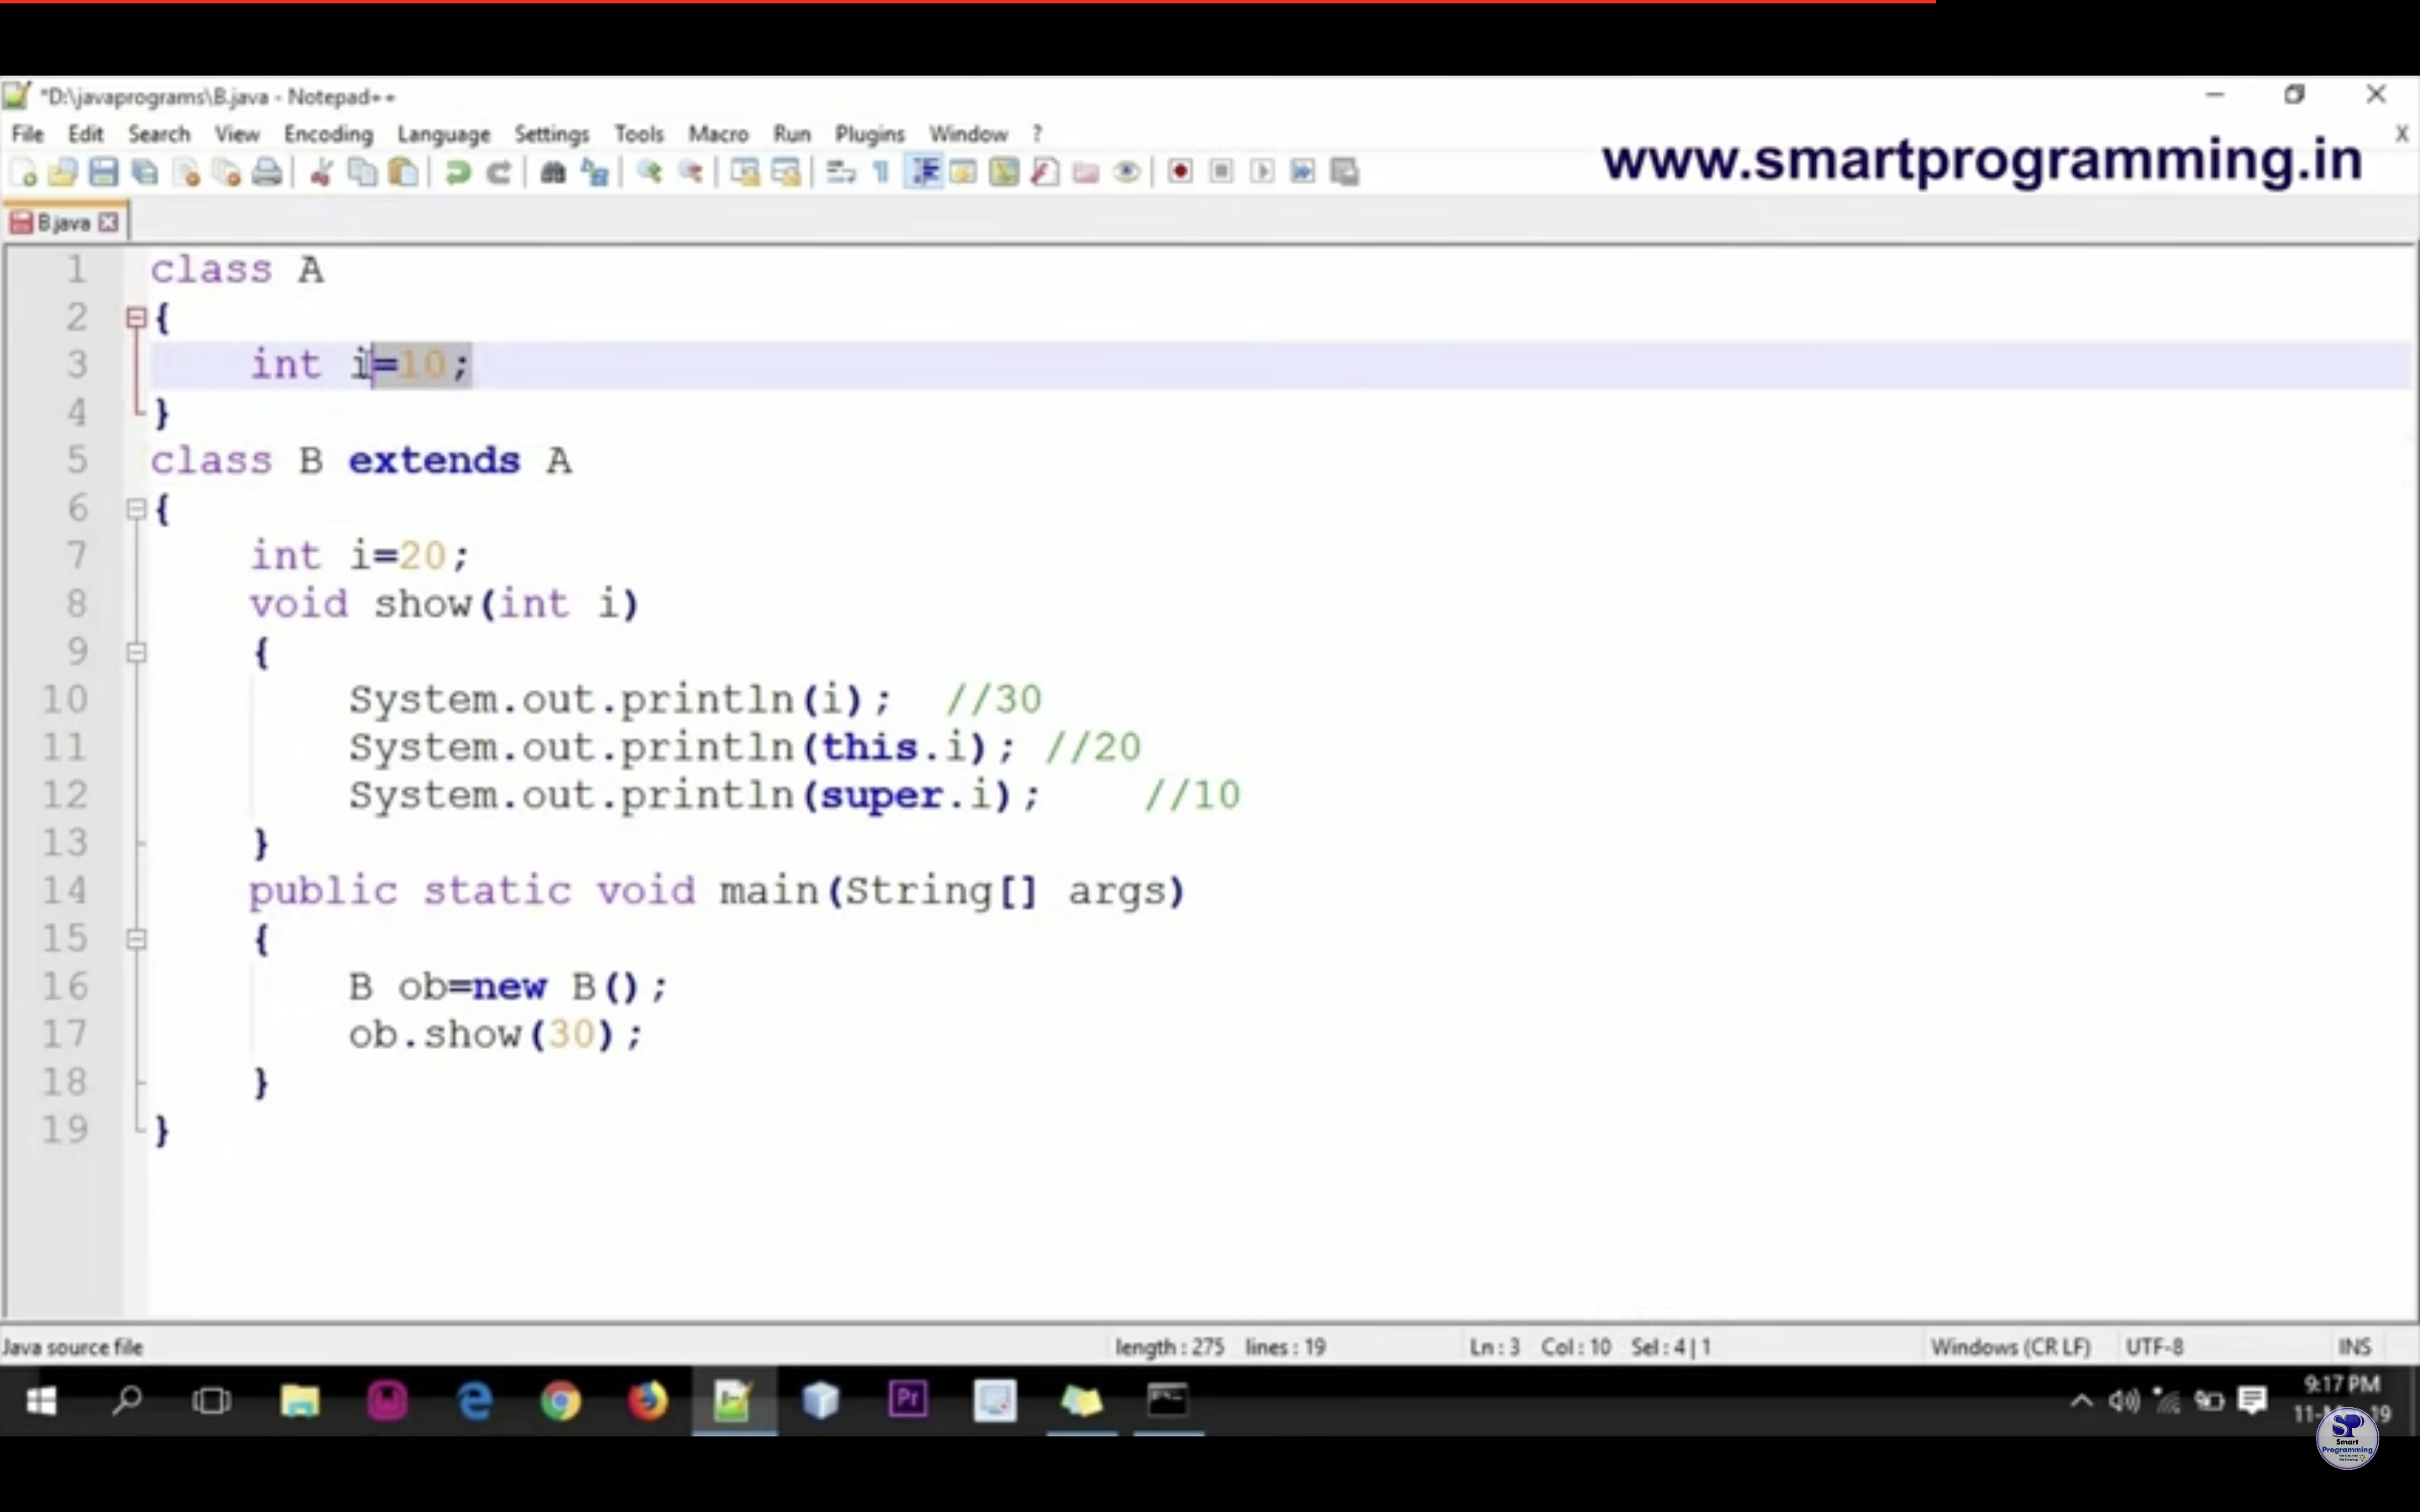 *D:\javaprograms\B.java - Notepad++
File Edit Search View Encoding Language Settings Tools Macro Run Plugins Window ?
X
www.smartprogramming.in
B.java
1 class A
2 {
3 int i=10;
4 }
5 class B extends A
6 {
7 int i=20;
8 void show(int i)
9 {
10 System.out.println(i); //30
11 System.out.println(this.i); //20
12 System.out.println(super.i); //10
13 }
14 public static void main(String[] args)
15 {
16 B ob=new B();
17 ob.show(30);
18 }
19 }
Java source file length : 275 lines : 19 Ln : 3 Col : 10 Sel : 4 | 1 Windows (CR LF) UTF-8 INS
Pr
9:17 PM
SP
Smart
Programming